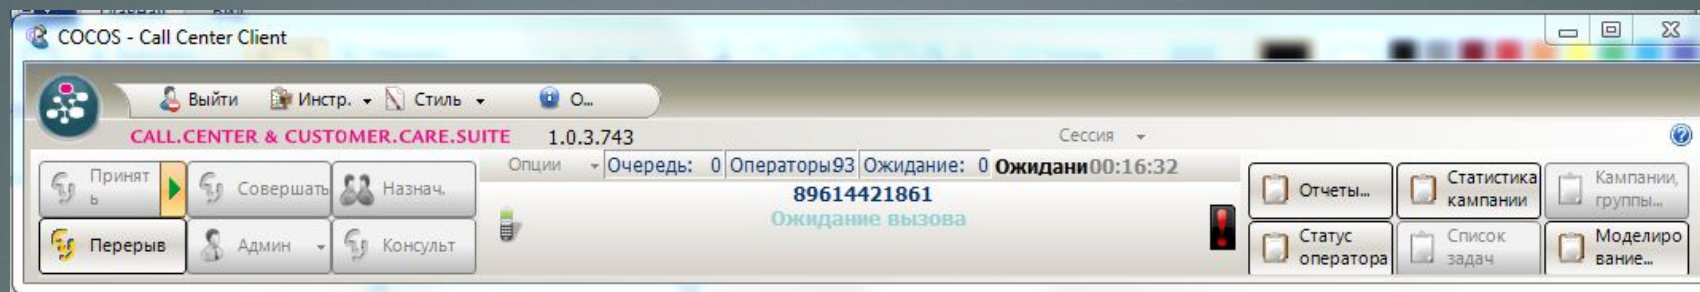 COCOS - Call Center Client
Выйти Инстр. Стиль О...
CALL.CENTER & CUSTOMER.CARE.SUITE 1.0.3.743 Сессия
Опции Очередь: 0 Операторы93 Ожидание: 0 Ожидани00:16:32
Принят
ь
Совершать
Назнач.
89614421861
Ожидание вызова
Отчеты...
Статистика
кампании
Кампании,
группы...
Перерыв
Админ
Консульт
Статус
оператора
Список
задач
Моделиро
вание...